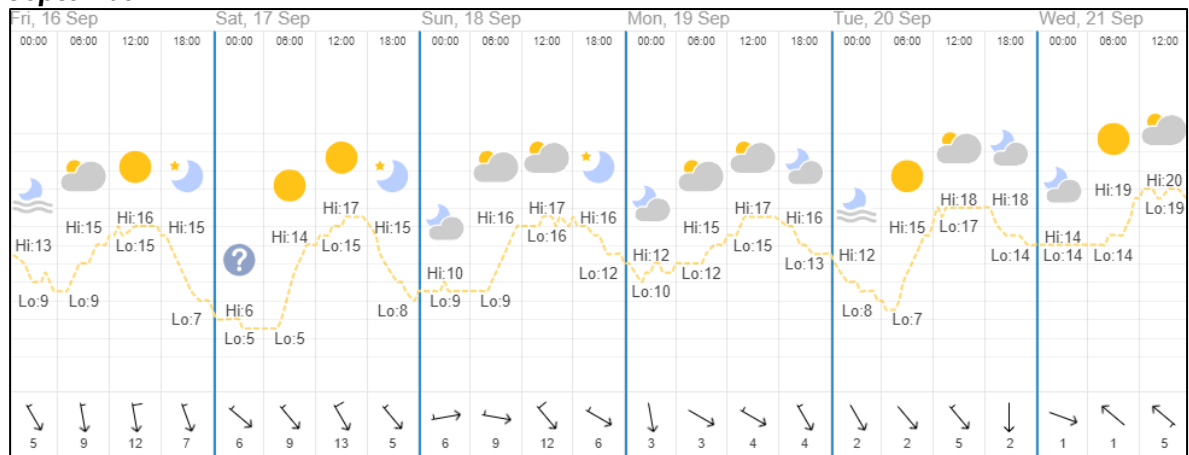 Fri, 16 Sep Sat, 17 Sep Sun, 18 Sep Mon, 19 Sep Tue, 20 Sep Wed, 21 Sep
00:00 06:00 12:00 18:00 00:00 06:00 12:00 18:00 00:00 06:00 12:00 18:00 00:00 06:00 12:00 18:00 00:00 06:00 12:00 18:00 00:00 06:00 12:00
Hi:13 Hi:15 Hi:16 Hi:15 Hi:6 Hi:14 Hi:17 Hi:15 Hi:10 Hi:16 Hi:17 Hi:16 Hi:12 Hi:15 Hi:17 Hi:16 Hi:12 Hi:15 Hi:18 Hi:18 Hi:14 Hi:19 Hi:20
Lo:9 Lo:9 Lo:15 Lo:7 Lo:5 Lo:5 Lo:15 Lo:8 Lo:9 Lo:9 Lo:16 Lo:12 Lo:10 Lo:12 Lo:15 Lo:13 Lo:8 Lo:7 Lo:17 Lo:14 Lo:14 Lo:14 Lo:19
?
5 9 12 7 6 9 13 5 6 9 12 6 3 3 4 4 2 2 5 2 1 1 5